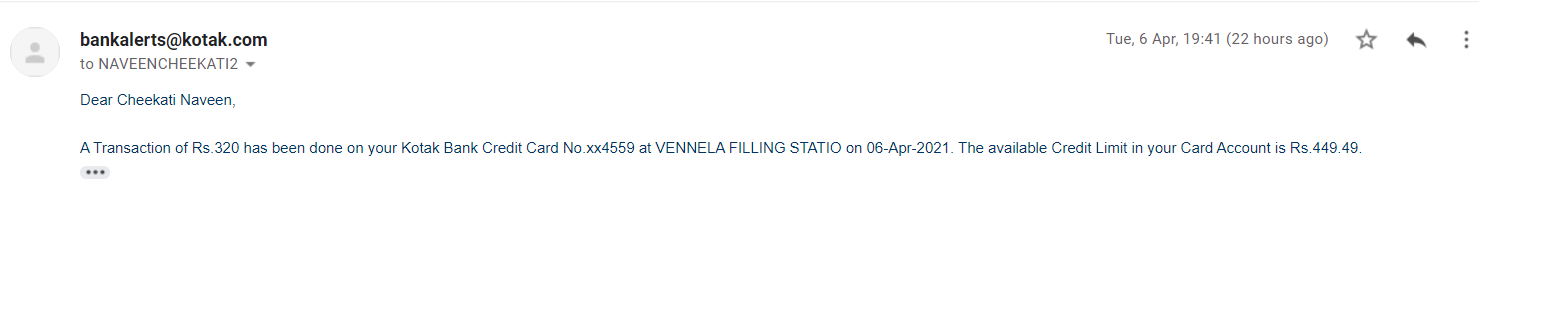 bankalerts@kotak.com
Tue, 6 Apr, 19:41 (22 hours ago)
to NAVEENCHEEKATI2
Dear Cheekati Naveen,
A Transaction of Rs.320 has been done on your Kotak Bank Credit Card No.xx4559 at VENNELA FILLING STATIO on 06-Apr-2021. The available Credit Limit in your Card Account is Rs.449.49.